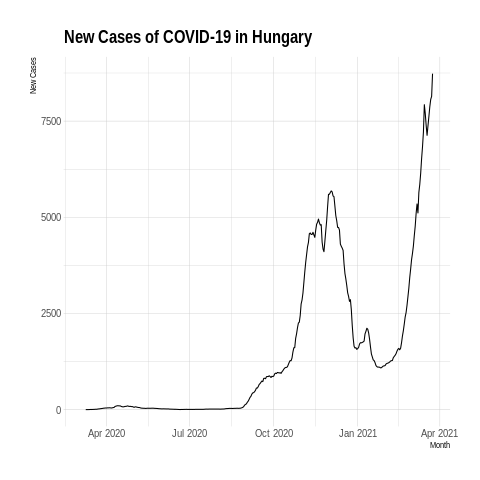 New Cases of COVID-19 in Hungary
New Cases
7500
5000
2500
0
Apr 2020 Jul 2020 Oct 2020 Jan 2021 Apr 2021
Month